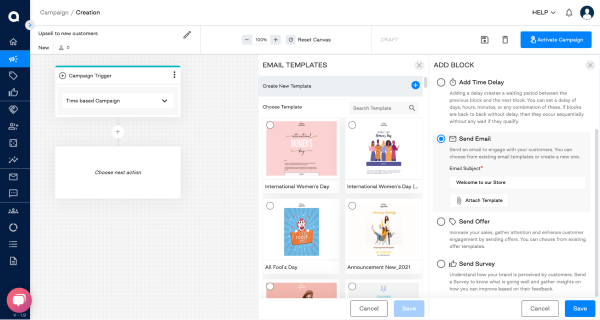 Campaign / Creation
HELP
Upsell to new customers
New
0
100%
Reset Canvas
DRAFT
Activate Campaign
Campaign Trigger
Time based Campaign
Choose next action
EMAIL TEMPLATES
Create New Template
Choose Template
Search Template
International
WOMEN'S
day
International Women's Day
International Women's Day (...
FOOLS
All Fool's Day
Announcement New_2021
Cancel
Save
ADD BLOCK
Add Time Delay
Adding a delay creates a waiting period between the
previous block and the next block. You can set a delay of
days, hours, minutes, or any combination of these. If blocks
are back to back without delay, then they occur sequentially
without any wait if they qualify.
Send Email
Send an email to engage with your customers. You can
choose from existing email templates or create a new one.
Email Subject*
Welcome to our Store
Attach Template
Send Offer
Increase your sales, gather attention and enhance customer
engagement by sending offers. You can choose from existing
offer templates.
Send Survey
Understand how your brand is perceived by customers. Send
a Survey to know what is going well and gather insights on
how you can improve based on their feedback.
Cancel
Save
V - 1.9